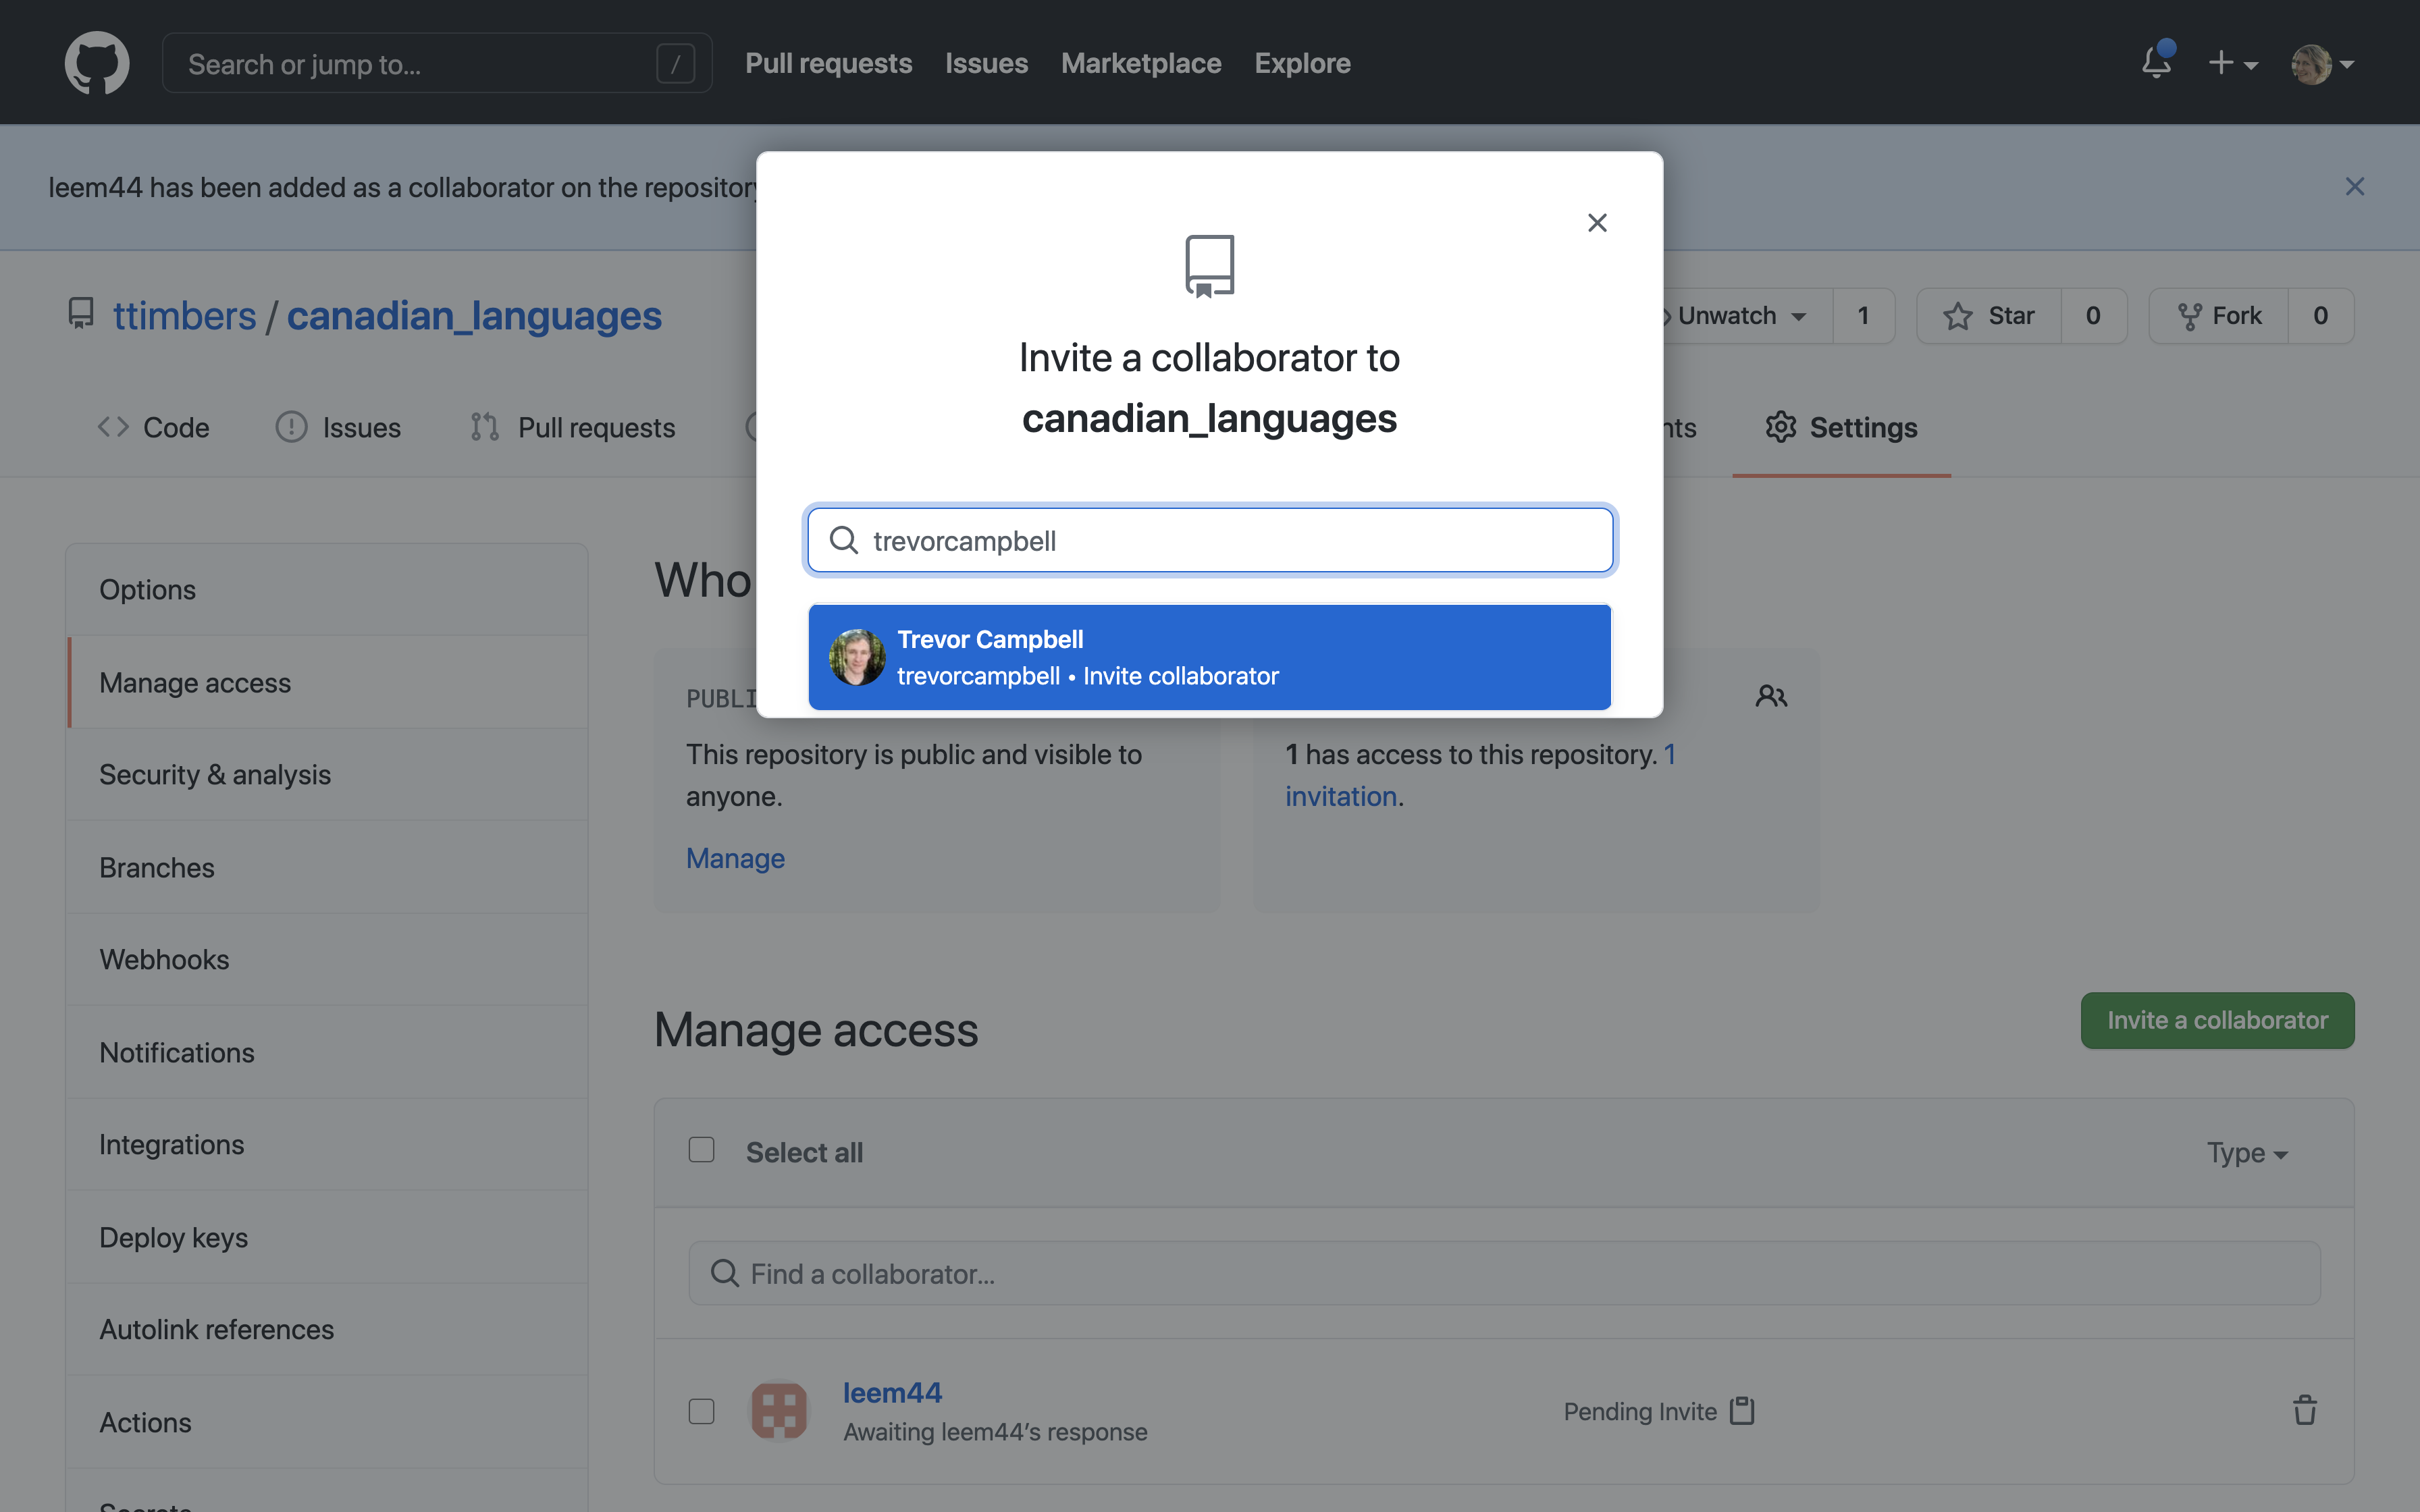 Search or jump to...
/
Pull requests
Issues
Marketplace
Explore
leem44 has been added as a collaborator on the repository
ttimbers / canadian_languages
Unwatch
1
Star
0
Fork
0
Code
Issues
Pull requests
Settings
Invite a collaborator to
canadian_languages
trevorcampbell
Trevor Campbell
trevorcampbell • Invite collaborator
Options
Manage access
Security & analysis
Branches
Webhooks
Notifications
Integrations
Deploy keys
Autolink references
Actions
Who
This repository is public and visible to
anyone.
Manage
1 has access to this repository. 1
invitation.
Manage access
Invite a collaborator
Select all
Type
Find a collaborator...
leem44
Awaiting leem44’s response
Pending Invite